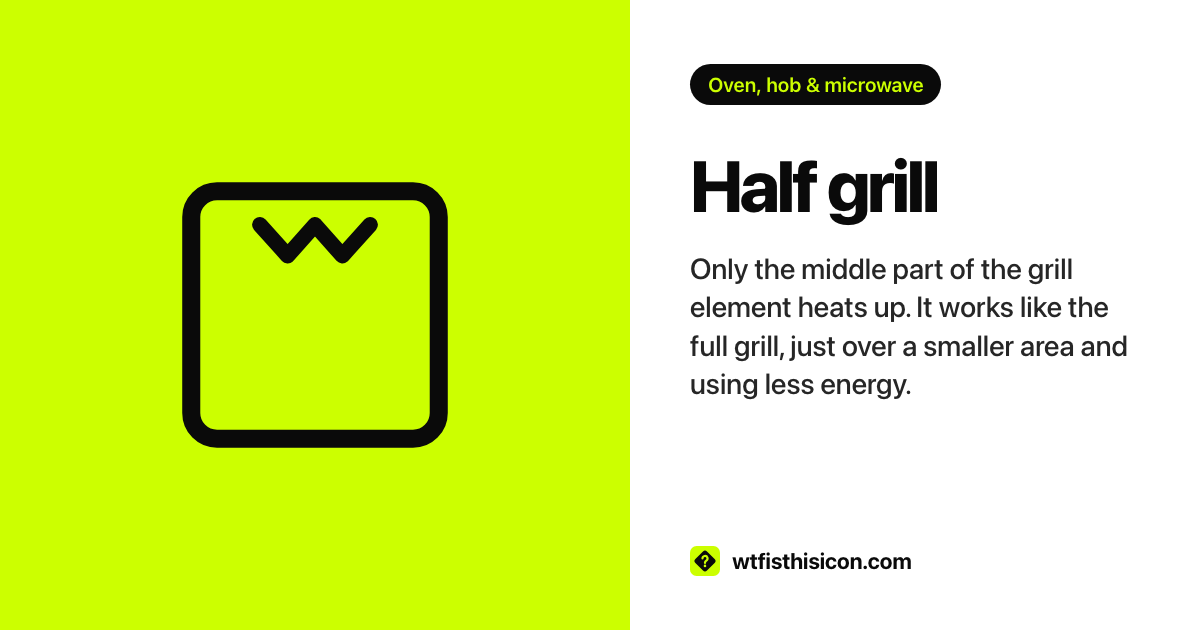 Oven, hob & microwave
Half grill
Only the middle part of the grill
element heats up. It works like the
full grill, just over a smaller area and
using less energy.
?
wtfisthisicon.com